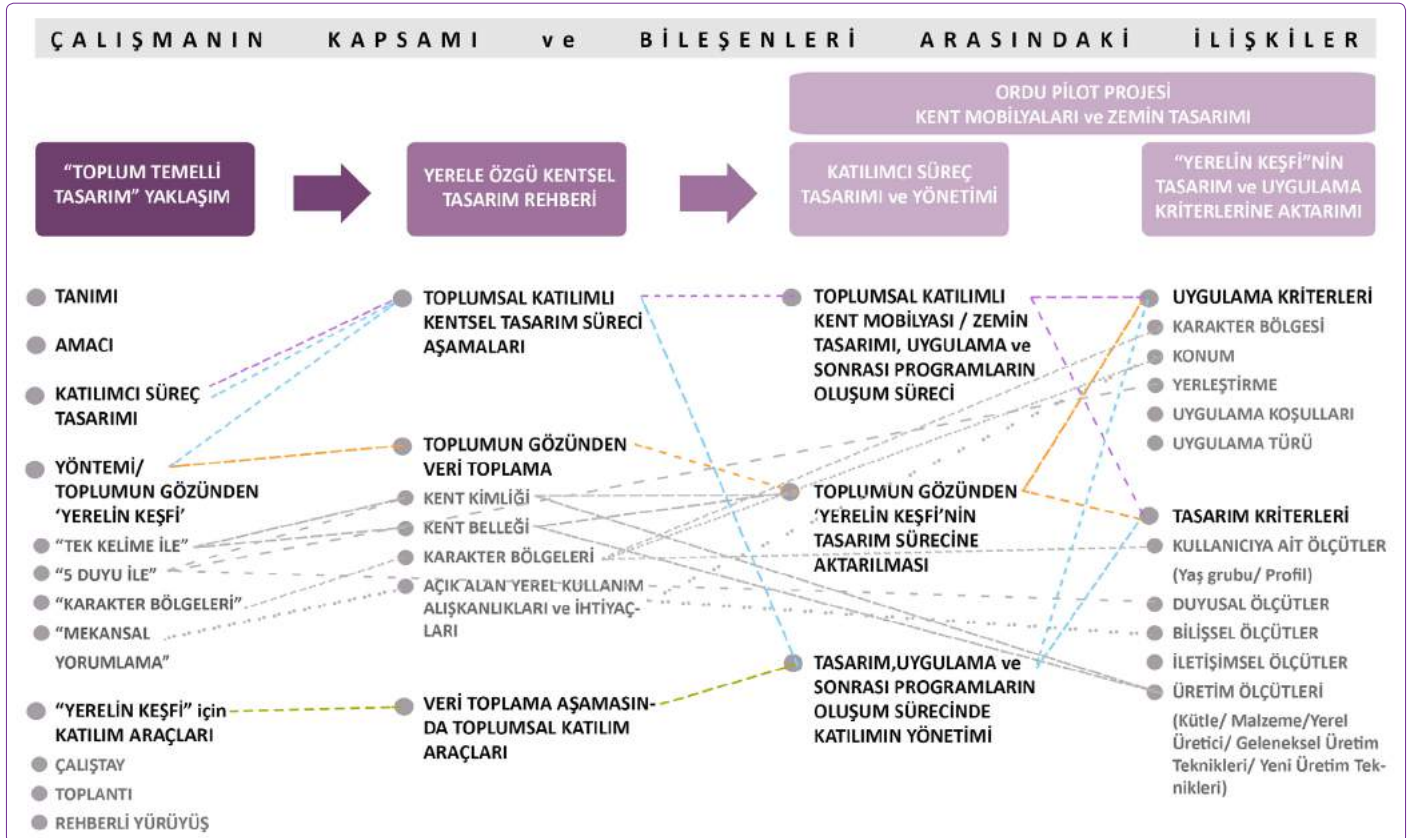 ÇALIŞMANIN KAPSAMI ve BİLEŞENLERİ ARASINDAKİ İLİŞKİLER
ORDU PİLOT PROJESİ
KENT MOBİLYALARI ve ZEMİN TASARIMI
“TOPLUM TEMELLİ
TASARIM” YAKLAŞIM
YERELE ÖZGÜ KENTSEL
TASARIM REHBERİ
KATILIMCI SÜREÇ
TASARIMI ve YÖNETİMİ
“YERELİN KEŞFİ”NİN
TASARIM ve UYGULAMA
KRİTERLERİNE AKTARIMI
TANIMI
AMACI
KATILIMCI SÜREÇ
TASARIMI
YÖNTEMİ/
TOPLUMUN GÖZÜNDEN
‘YERELİN KEŞFİ’
“TEK KELİME İLE”
“5 DUYU İLE”
“KARAKTER BÖLGELERİ”
“MEKANSAL
YORUMLAMA”
“YERELİN KEŞFİ” için
KATILIM ARAÇLARI
ÇALIŞTAY
TOPLANTI
REHBERLİ YÜRÜYÜŞ
TOPLUMSAL KATILIMLI
KENTSEL TASARIM SÜRECİ
AŞAMALARI
TOPLUMUN GÖZÜNDEN
VERİ TOPLAMA
KENT KİMLİĞİ
KENT BELLEĞİ
KARAKTER BÖLGELERİ
AÇIK ALAN YEREL KULLANIM
ALIŞKANLIKLARI ve İHTİYAÇ-
LARI
VERİ TOPLAMA AŞAMASIN-
DA TOPLUMSAL KATILIM
ARAÇLARI
TOPLUMSAL KATILIMLI
KENT MOBİLYASI / ZEMİN
TASARIMI, UYGULAMA ve
SONRASI PROGRAMLARIN
OLUŞUM SÜRECİ
TOPLUMUN GÖZÜNDEN
‘YERELİN KEŞFİ’NİN
TASARIM SÜRECİNE
AKTARILMASI
TASARIM,UYGULAMA ve
SONRASI PROGRAMLARIN
OLUŞUM SÜRECİNDE
KATILIMIN YÖNETİMİ
UYGULAMA KRİTERLERİ
KARAKTER BÖLGESİ
KONUM
YERLEŞTİRME
UYGULAMA KOŞULLARI
UYGULAMA TÜRÜ
TASARIM KRİTERLERİ
KULLANICIYA AİT ÖLÇÜTLER
(Yaş grubu/ Profil)
DUYUSAL ÖLÇÜTLER
BİLİŞSEL ÖLÇÜTLER
İLETİŞİMSEL ÖLÇÜTLER
ÜRETİM ÖLÇÜTLERİ
(Kütle/ Malzeme/Yerel
Üretici/ Geleneksel Üretim
Teknikleri/ Yeni Üretim Tek-
nikleri)